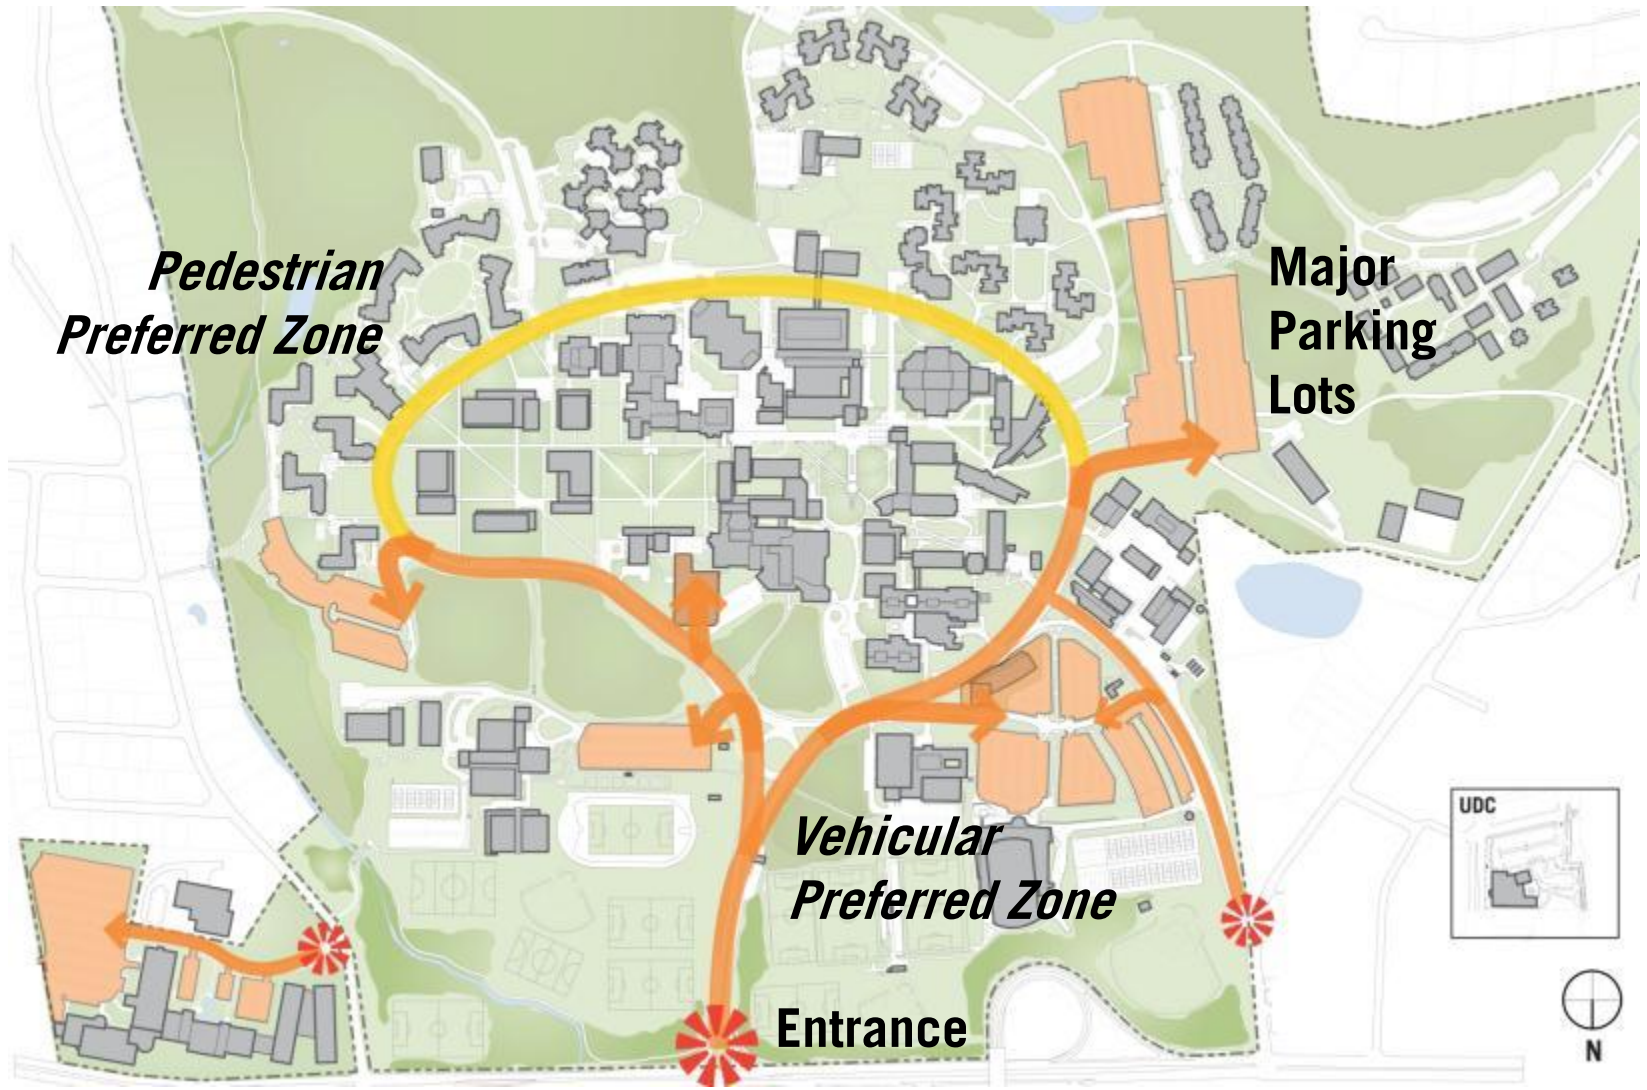 Pedestrian
Preferred Zone
Major
Parking
Lots
Vehicular
Preferred Zone
UDC
Entrance
N